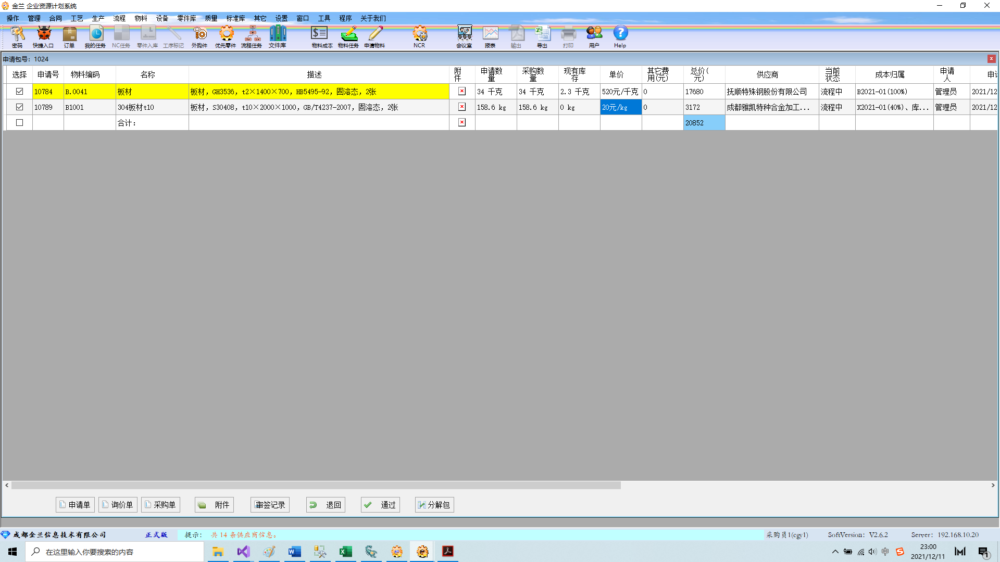 金兰 企业资源计划系统
操作 管理 合同 工艺 生产 流程 物料 设备 零件库 质量 标准库 其它 设置 窗口 工具 程序 关于我们
密码 快捷入口 订单 我的任务 NC任务 零件入库 工序标记 外购件 优先零件 流程任务 文件库 物料成本 物料任务 申请物料 NCR 会议室 报表 输出 导出 打印 用户 Help
申请包号: 1024
选择 申请号 物料编码 名称 描述 附件 申请数量 采购数量 现有库存 单价 其它费用(元) 总价(元) 供应商 当前状态 成本归属 申请人 申请
10784 B.0041 板材 板材, GH3536, t2×1400×700, HB5495-92, 固溶态, 2张 34 千克 34 千克 2.3 千克 520元/千克 0 17680 抚顺特殊钢股份有限公司 流程中 B2021-01(100%) 管理员 2021/12
10789 B1001 304板材t10 板材, S30408, t10×2000×1000, GB/T4237-2007, 固溶态, 2张 158.6 kg 158.6 kg 0 kg 20元/kg 0 3172 成都雅凯特种合金加工... 流程中 X2021-01(40%)、库... 管理员 2021/12
合计: 20852
申请单 询价单 采购单 附件 审签记录 退回 通过 分解包
成都金兰信息技术有限公司 正式版 提示: 共 14 条供应商信息。 采购员1(cgy1) SoftVersion: V2.6.2 Server: 192.168.10.20
在这里输入你要搜索的内容 中 23:00
2021/12/11 1